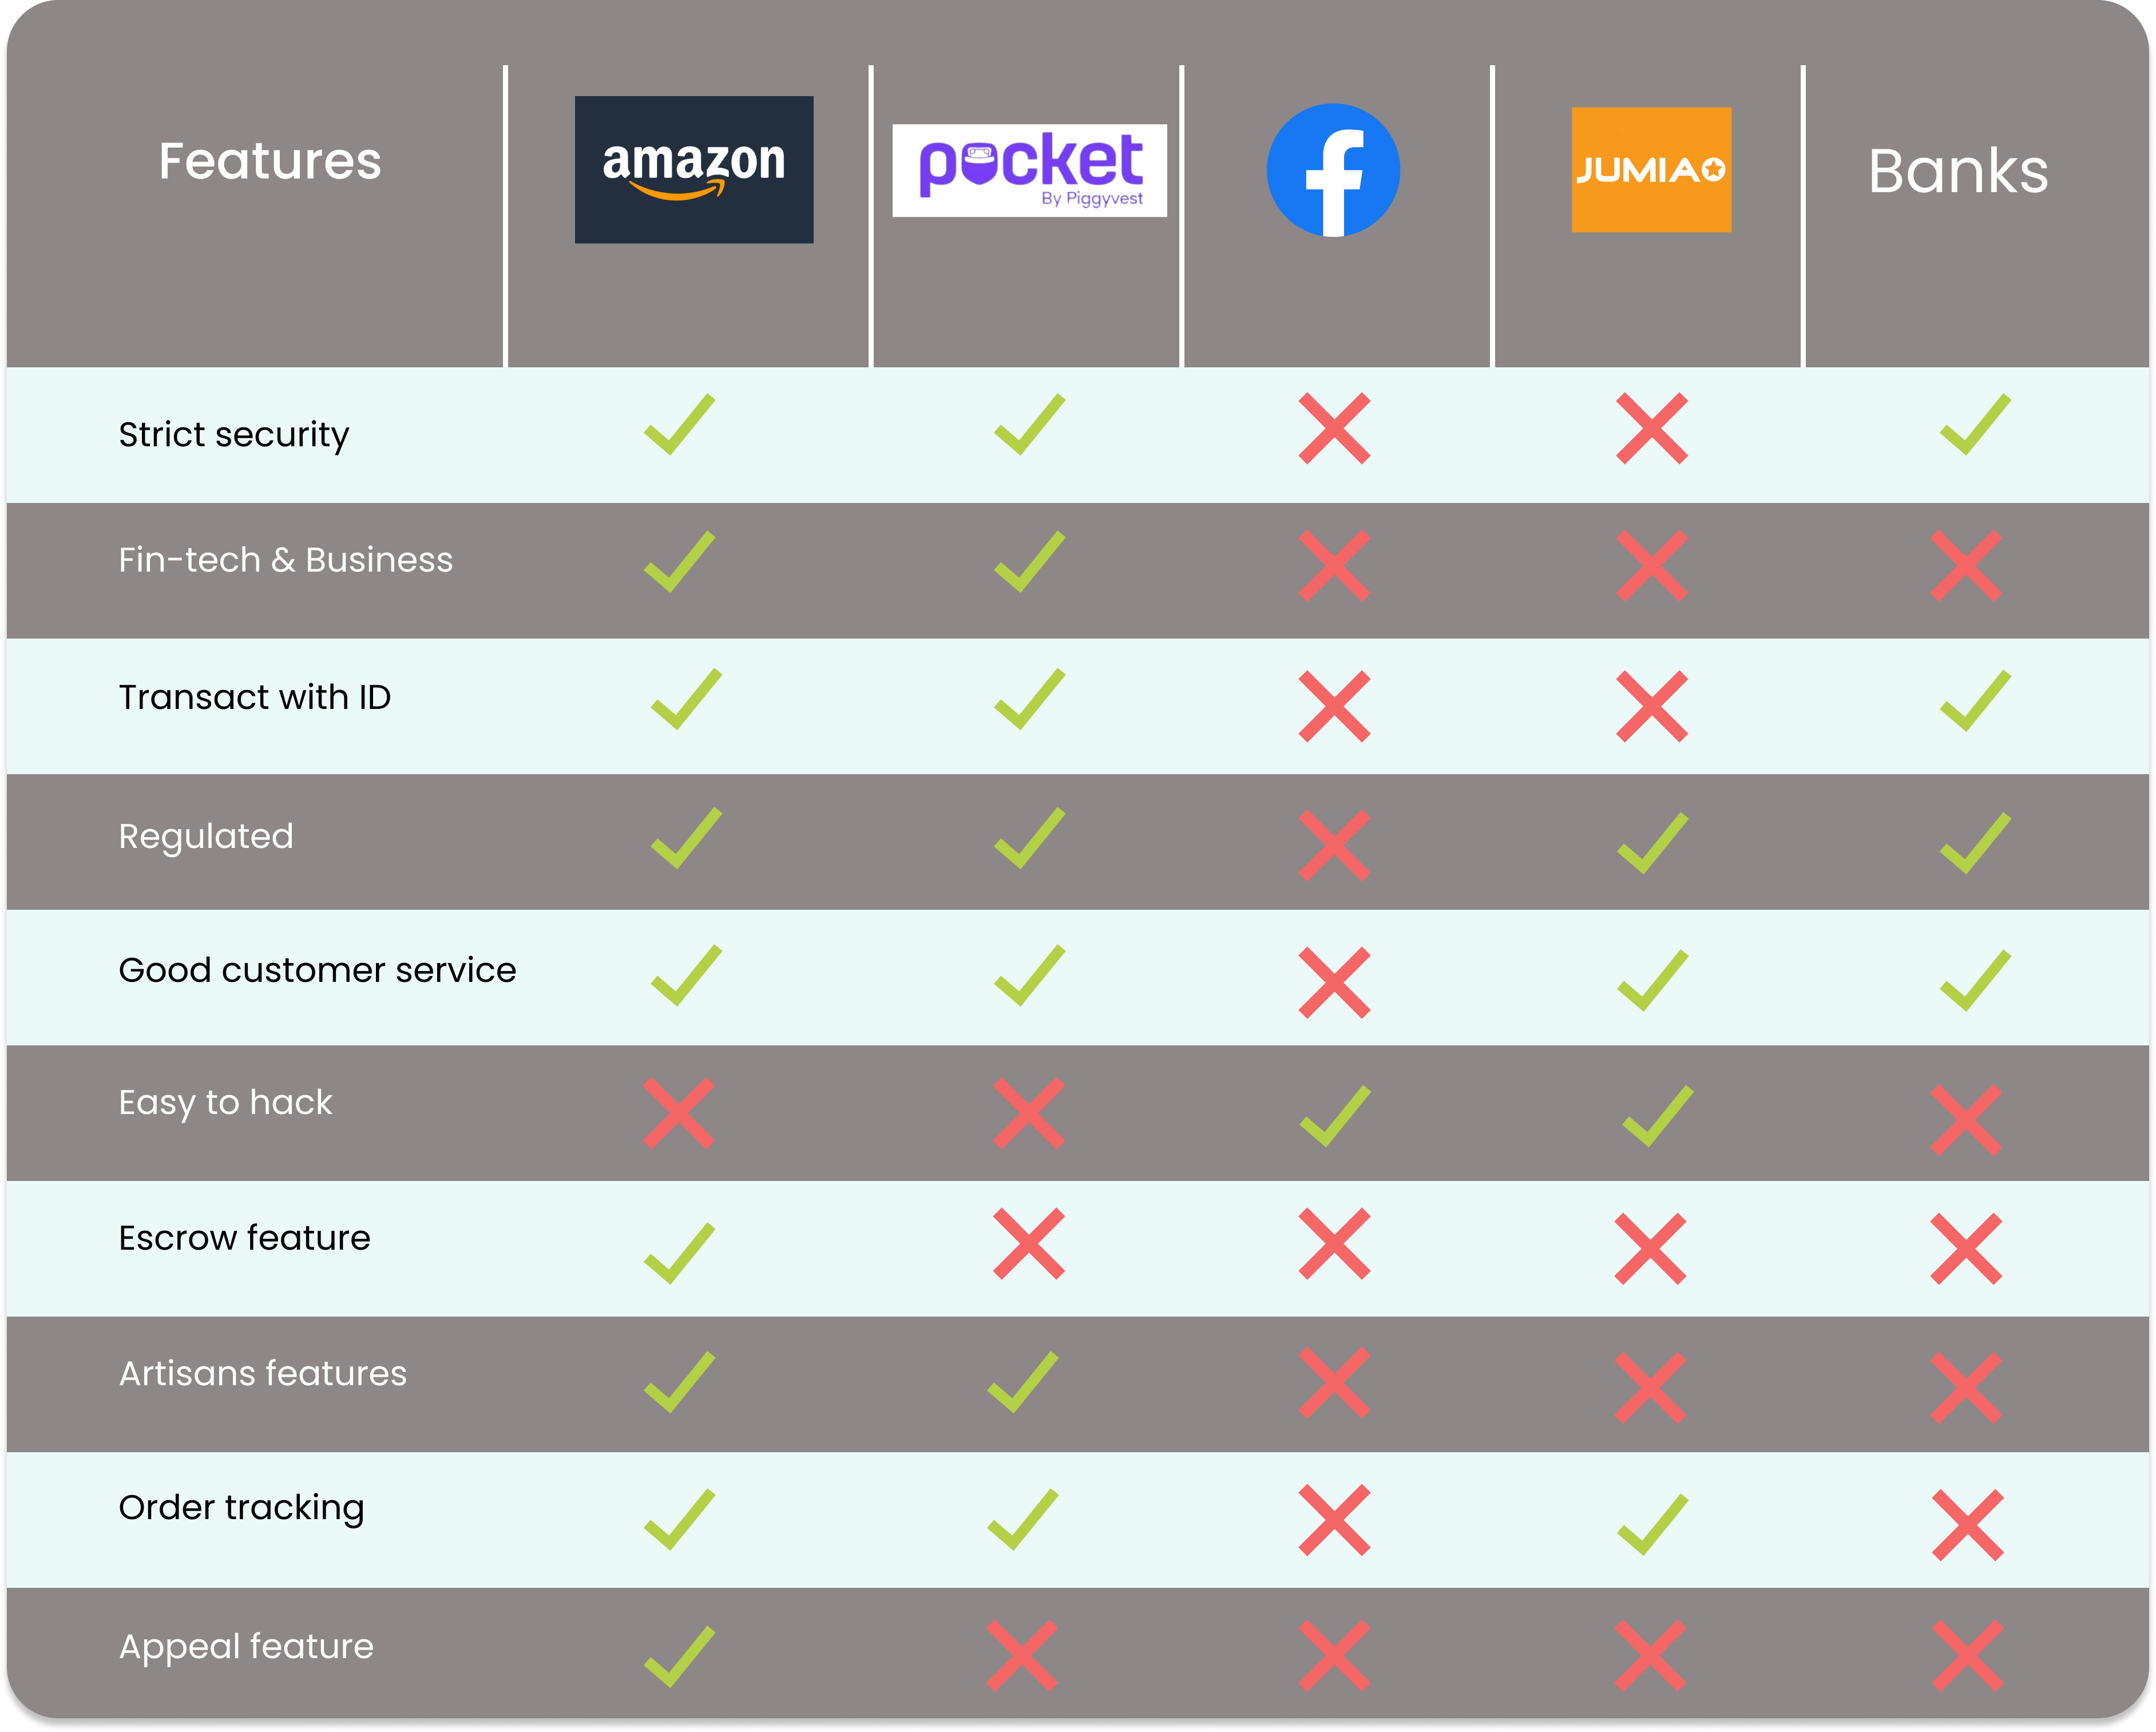 Features
amazon
pocket
By Piggyvest
JUMIA
Banks
Strict security
Fin-tech & Business
Transact with ID
Regulated
Good customer service
Easy to hack
Escrow feature
Artisans features
Order tracking
Appeal feature